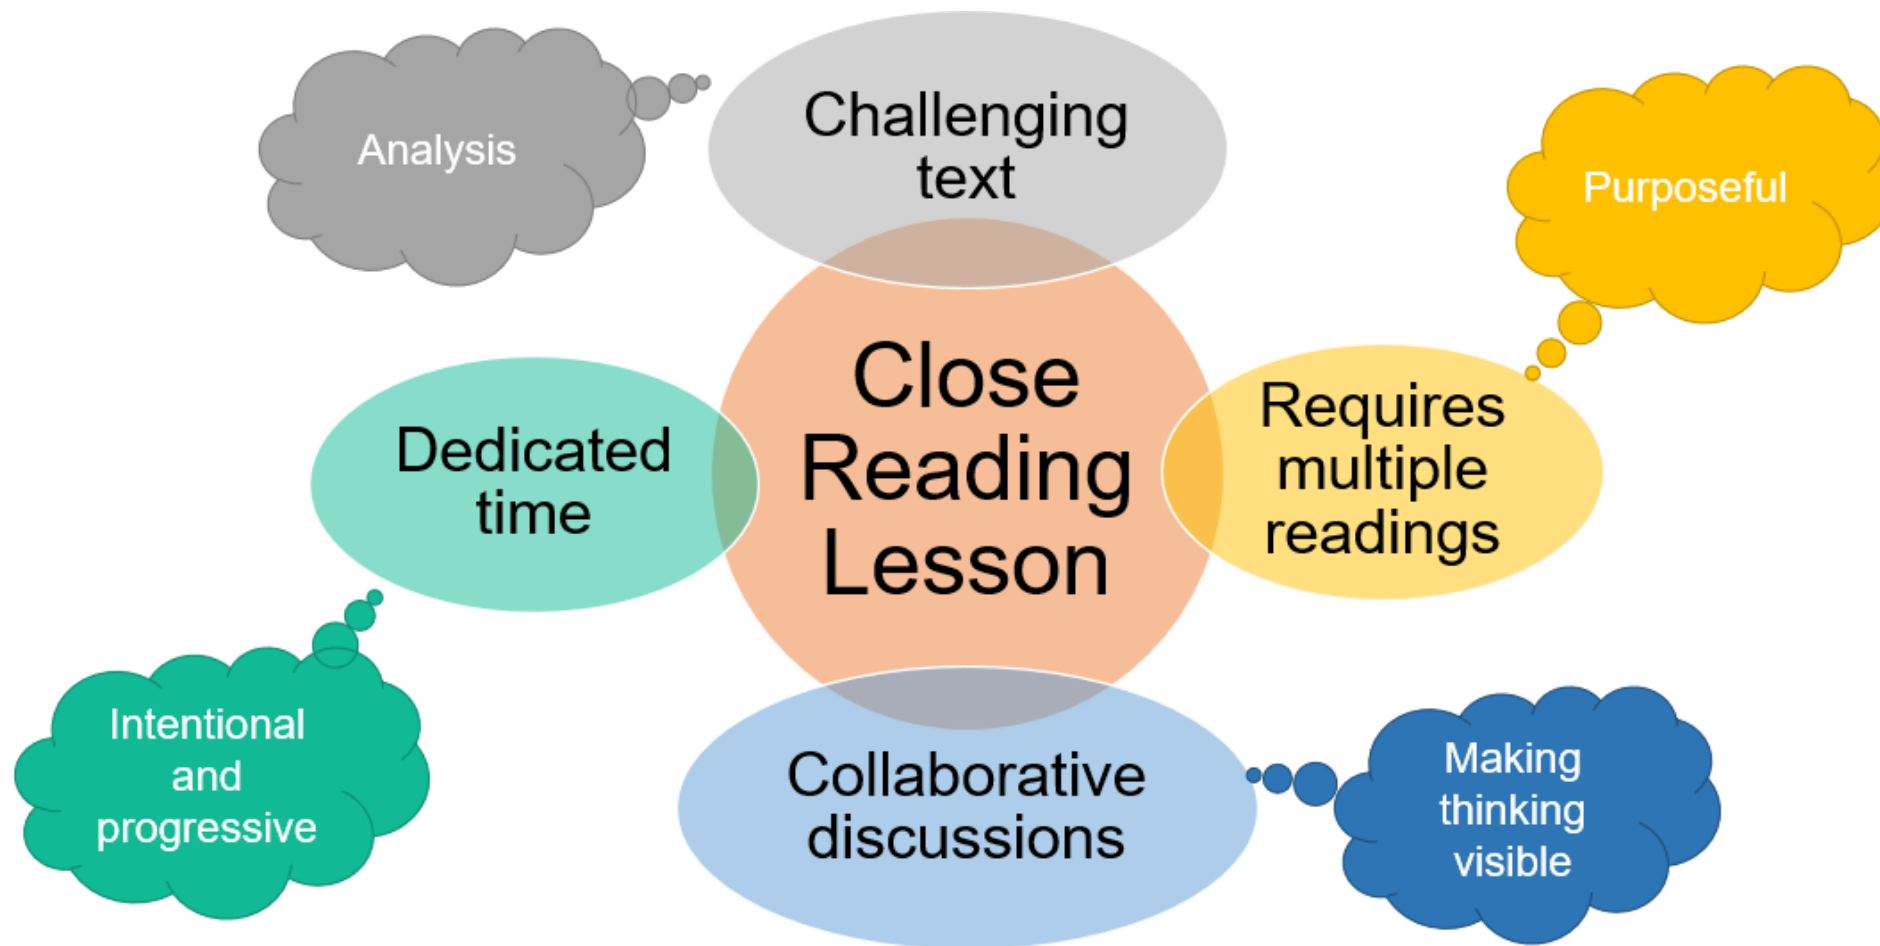 Analysis
Challenging
text
Purposeful
Close
Reading
Lesson
Dedicated
time
Requires
multiple
readings
Intentional
and
progressive
Collaborative
discussions
Making
thinking
visible